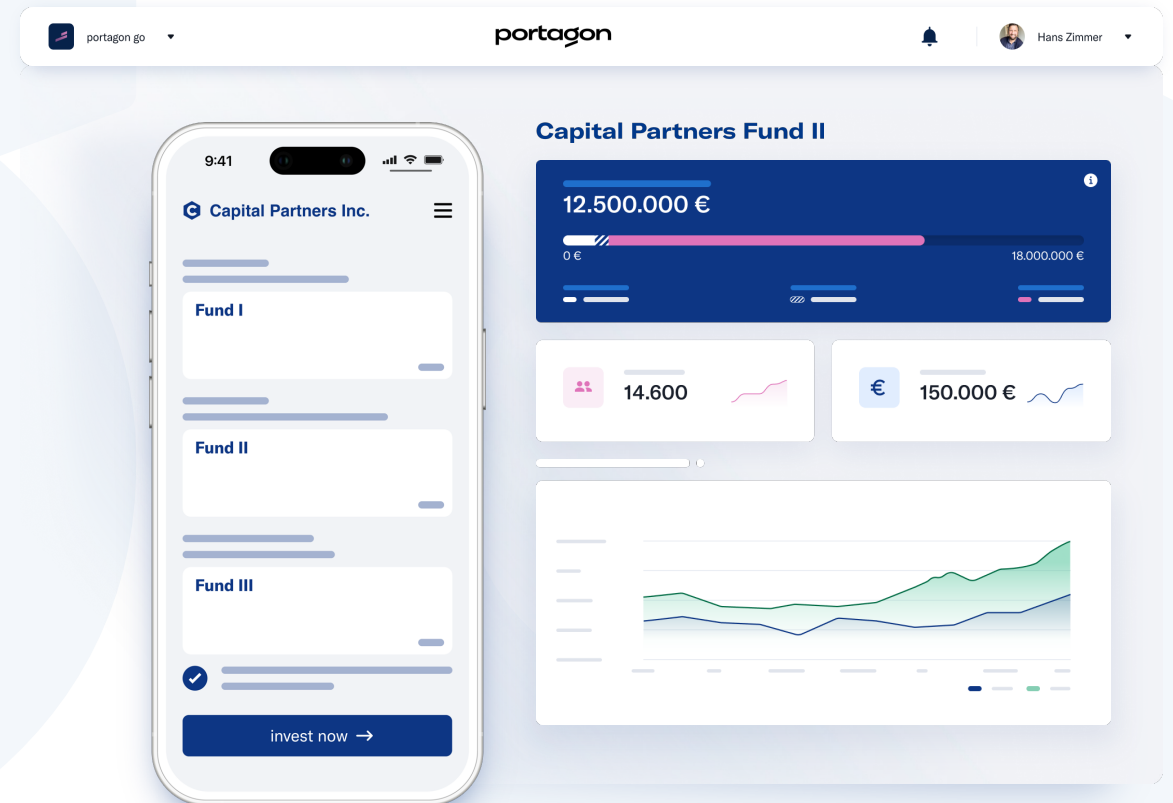 portagon go
portagon
Hans Zimmer
9:41
Capital Partners Inc.
Fund I
Fund II
Fund III
invest now →
Capital Partners Fund II
12.500.000 €
0 €
18.000.000 €
14.600
€
150.000 €